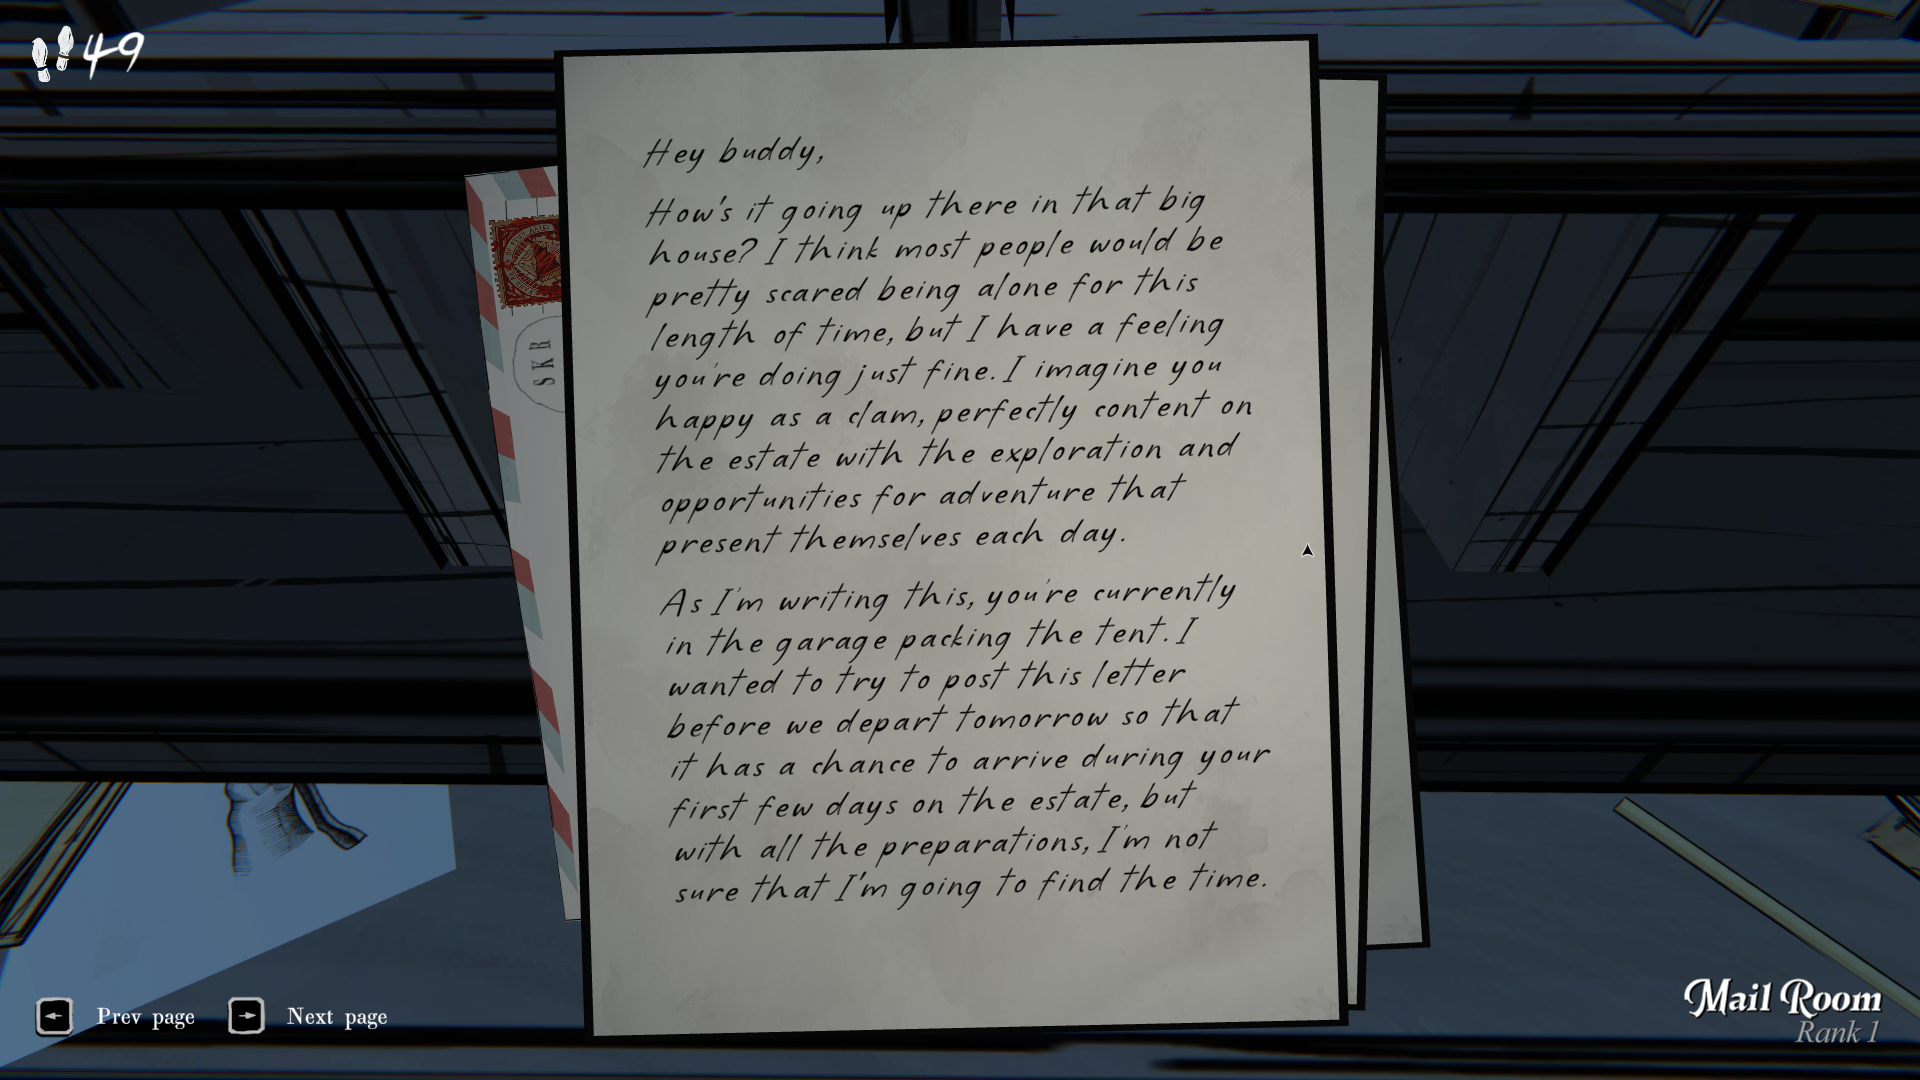 49
Hey buddy,
How's it going up there in that big
house? I think most people would be
pretty scared being alone for this
length of time, but I have a feeling
you're doing just fine. I imagine you
happy as a clam, perfectly content on
the estate with the exploration and
opportunities for adventure that
present themselves each day.
As I'm writing this, you're currently
in the garage packing the tent. I
wanted to try to post this letter
before we depart tomorrow so that
it has a chance to arrive during your
first few days on the estate, but
with all the preparations, I'm not
sure that I'm going to find the time.
SKR
Prev page
Next page
Mail Room
Rank 1